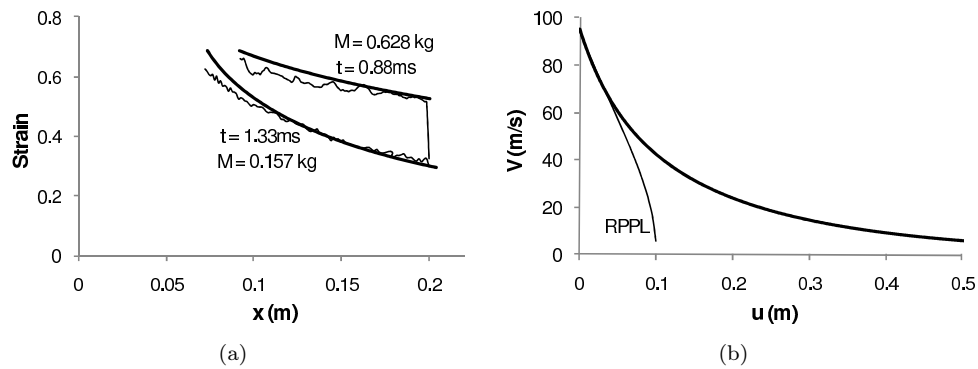 0.8
0.6
0.4
0.2
0
Strain
M = 0.628 kg
t = 0.88ms
t = 1.33ms
M = 0.157 kg
0 0.05 0.1 0.15 0.2
x (m)
(a)
100
80
60
40
20
0
V (m/s)
RPPL
0 0.1 0.2 0.3 0.4 0.5
u (m)
(b)